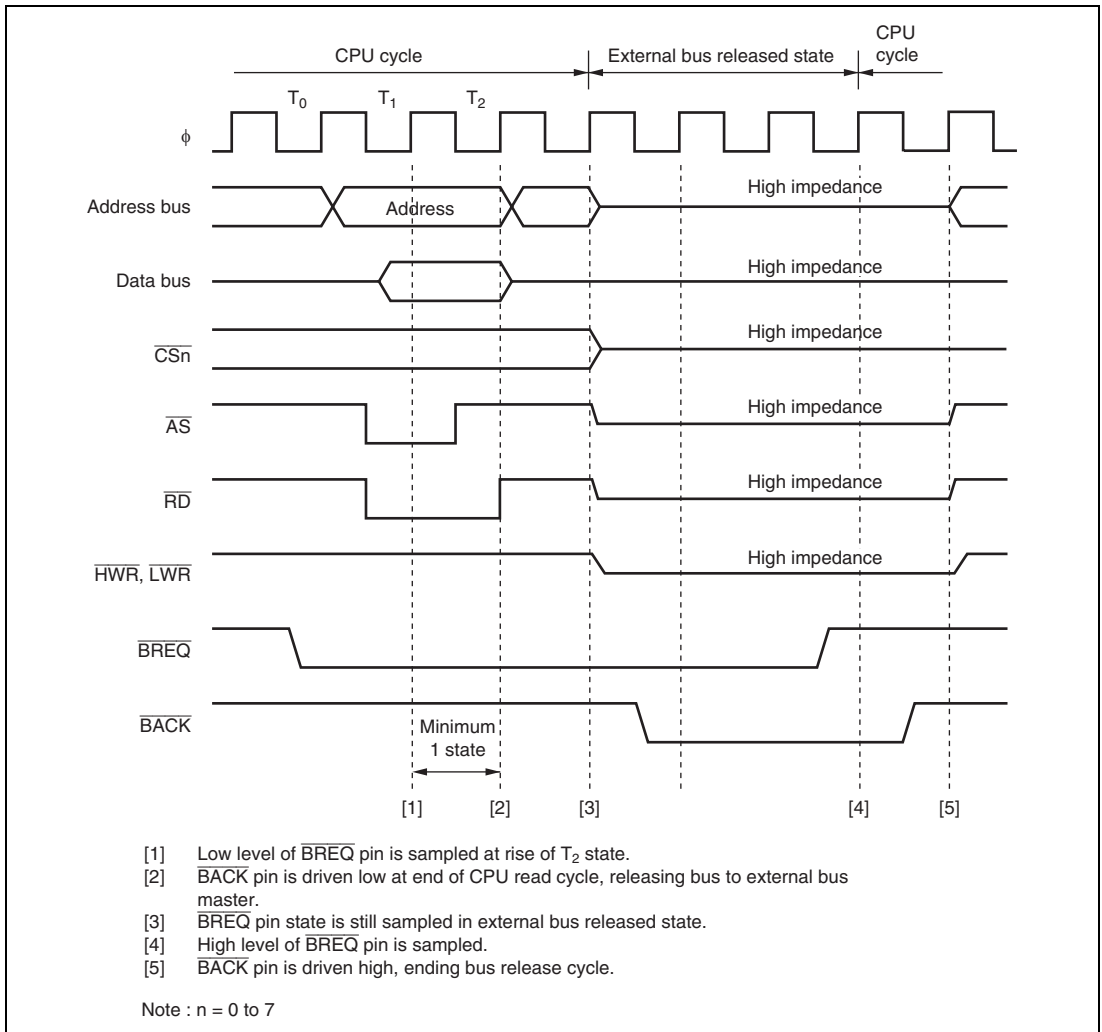 CPU cycle
External bus released state
CPU
cycle
T0
T1
T2
ϕ
Address bus
Address
High impedance
Data bus
High impedance
CSn
High impedance
AS
High impedance
RD
High impedance
HWR, LWR
High impedance
BREQ
BACK
Minimum
1 state
[1]
[2]
[3]
[4]
[5]
[1] Low level of BREQ pin is sampled at rise of T2 state.
[2] BACK pin is driven low at end of CPU read cycle, releasing bus to external bus
master.
[3] BREQ pin state is still sampled in external bus released state.
[4] High level of BREQ pin is sampled.
[5] BACK pin is driven high, ending bus release cycle.
Note : n = 0 to 7